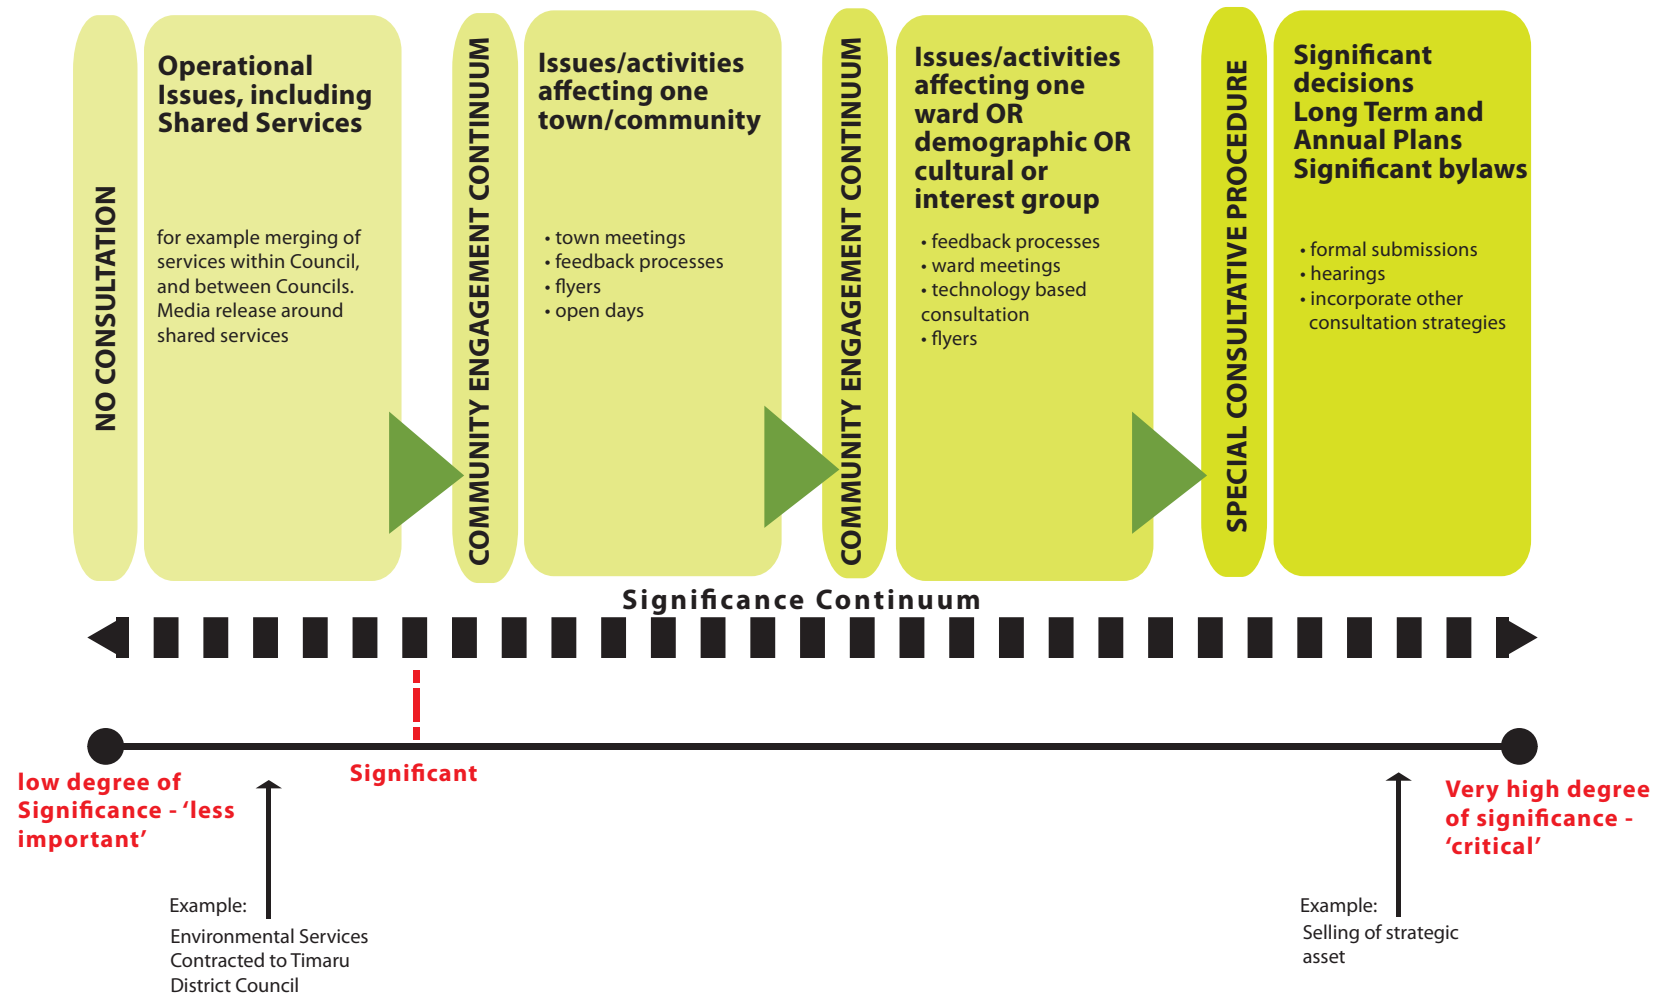 NO CONSULTATION
Operational
Issues, including
Shared Services
for example merging of
services within Council,
and between Councils.
Media release around
shared services
COMMUNITY ENGAGEMENT CONTINUUM
Issues/activities
affecting one
town/community
• town meetings
• feedback processes
• flyers
• open days
COMMUNITY ENGAGEMENT CONTINUUM
Issues/activities
affecting one
ward OR
demographic OR
cultural or
interest group
• feedback processes
• ward meetings
• technology based
consultation
• flyers
SPECIAL CONSULTATIVE PROCEDURE
Significant
decisions
Long Term and
Annual Plans
Significant bylaws
• formal submissions
• hearings
• incorporate other
consultation strategies
Significance Continuum
low degree of
Significance - ‘less
important’
Significant
Very high degree
of significance -
‘critical’
Example:
Environmental Services
Contracted to Timaru
District Council
Example:
Selling of strategic
asset